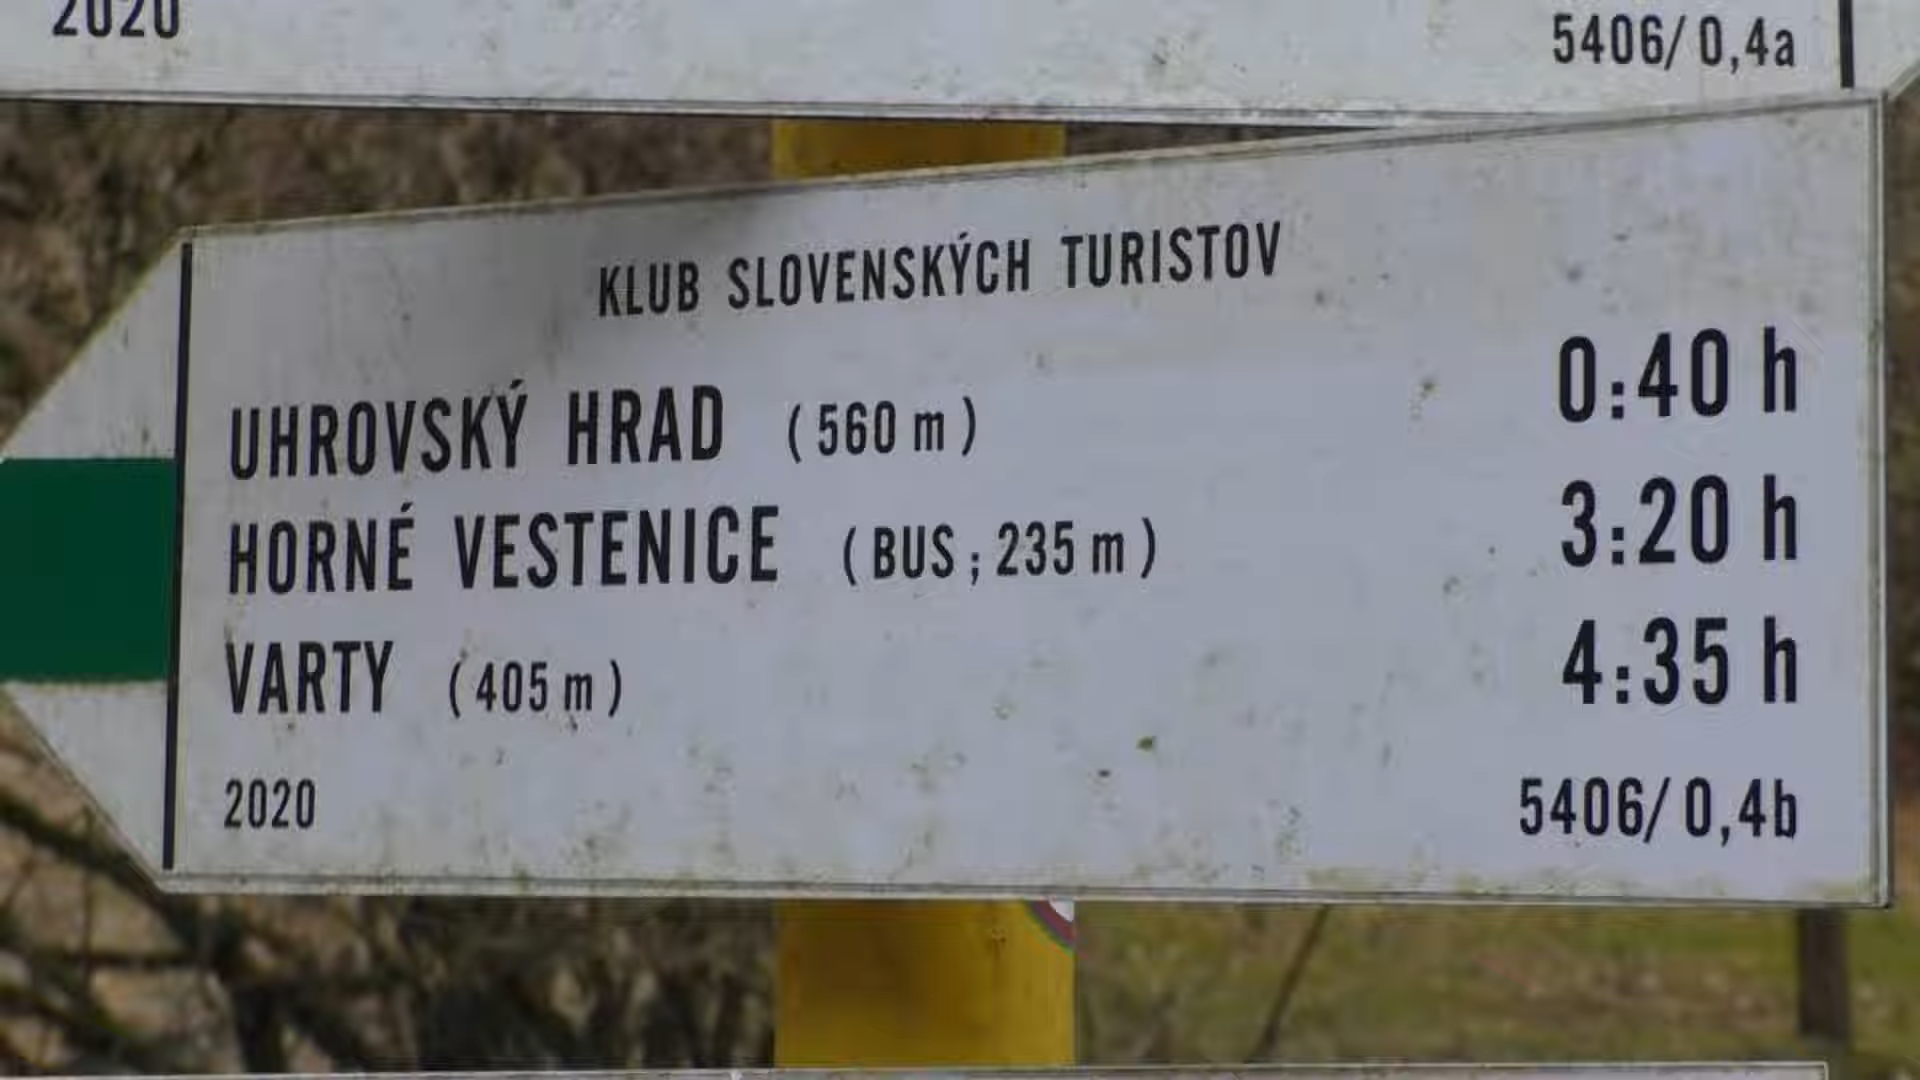 2020
5406/0,4a
KLUB SLOVENSKÝCH TURISTOV
UHROVSKÝ HRAD (560 m) 0:40 h
HORNÉ VESTENICE (BUS; 235 m) 3:20 h
VARTY (405 m) 4:35 h
2020 5406/0,4b